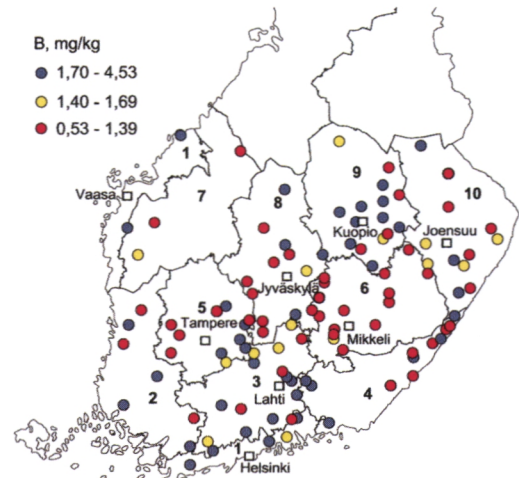 B, mg/kg
1,70 - 4,53
1,40 - 1,69
0,53 - 1,39
1
9
Vaasa
7
8
10
Kuopio
Joensuu
Jyväskylä
6
5
Tampere
Mikkeli
3
2
Lahti
4
1
Helsinki